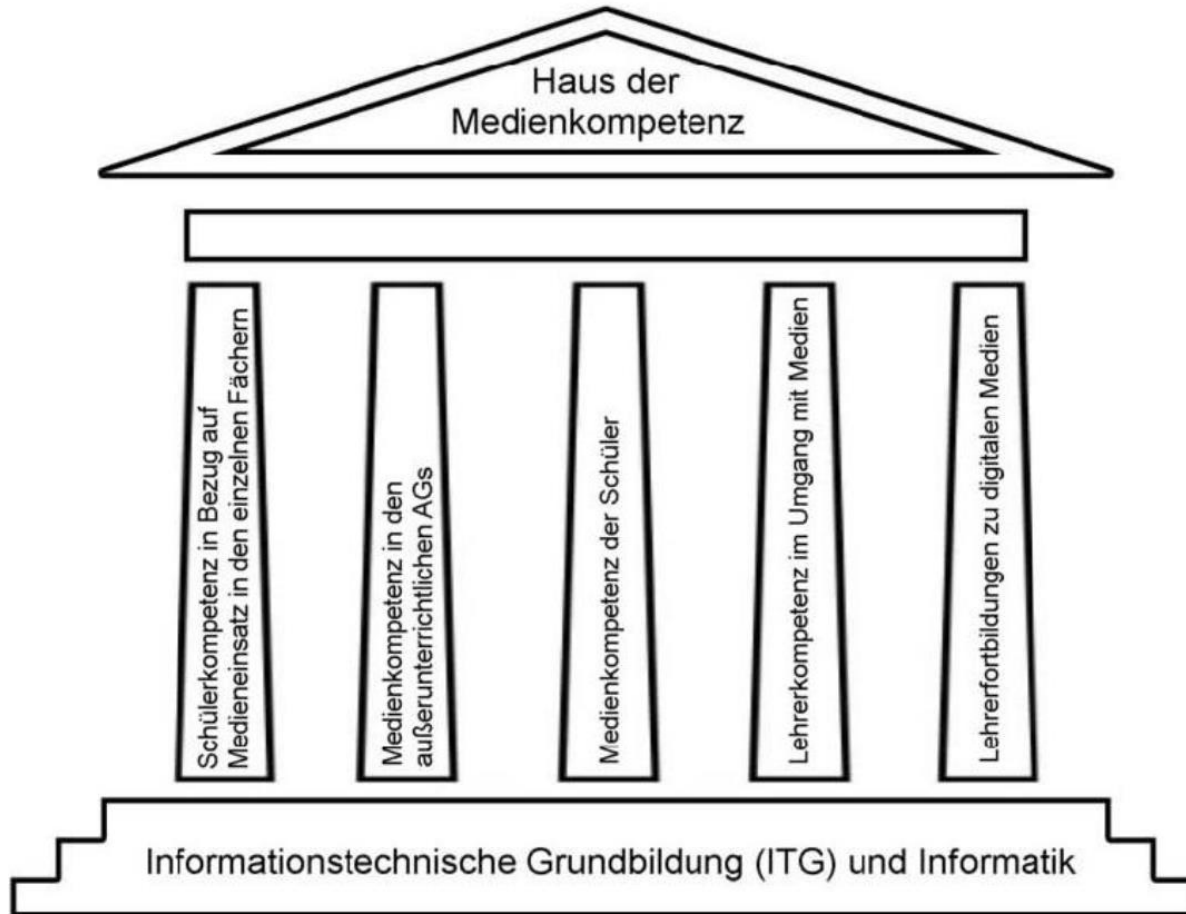 Haus der
Medienkompetenz
Schülerkompetenz in Bezug auf
Medieneinsatz in den einzelnen Fächern
Medienkompetenz in den
außerunterrichtlichen AGs
Medienkompetenz der Schüler
Lehrerkompetenz im Umgang mit Medien
Lehrerfortbildungen zu digitalen Medien
Informationstechnische Grundbildung (ITG) und Informatik